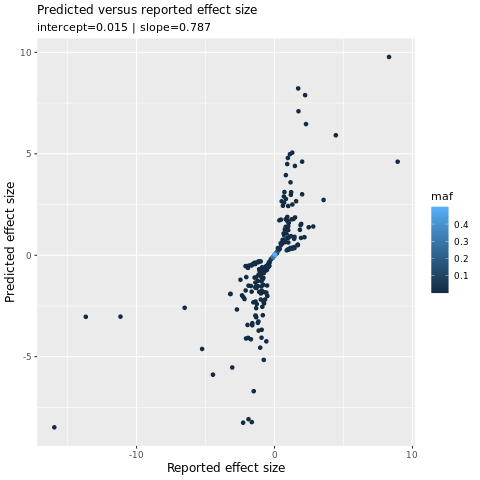 Predicted versus reported effect size
intercept=0.015 | slope=0.787
10
5
0
-5
-10
0
10
Predicted effect size
Reported effect size
maf
0.4
0.3
0.2
0.1